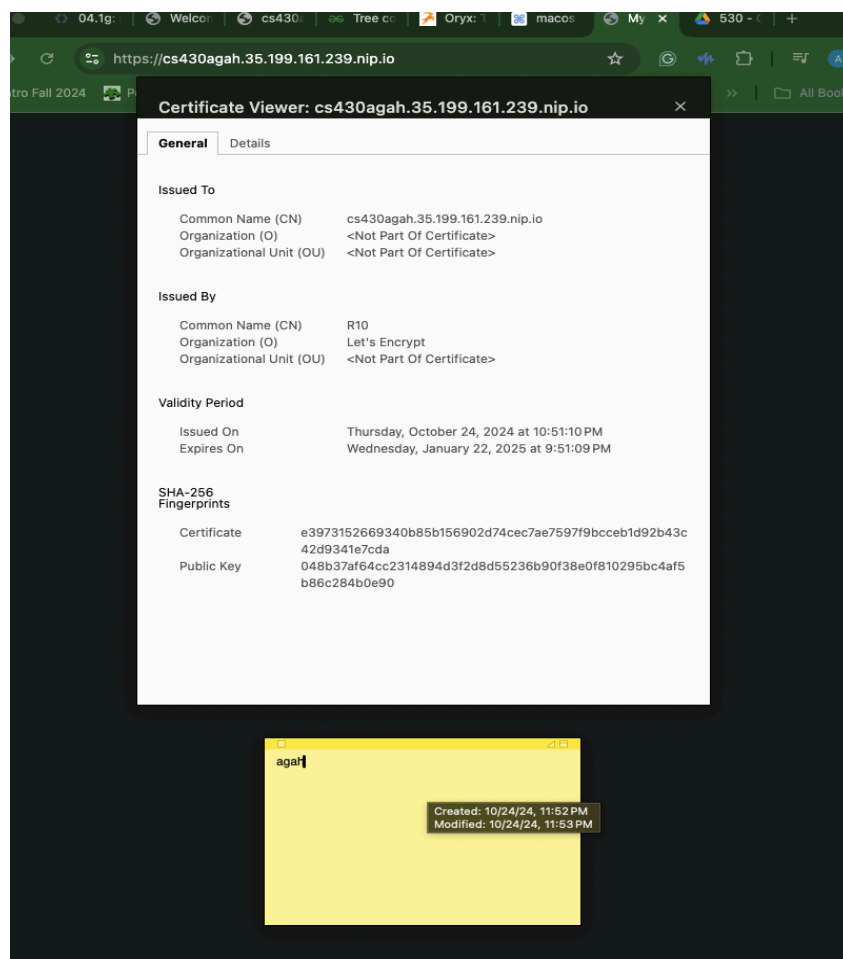 04.1g:
Welcon
cs430a
Tree co
Oryx: T
macos
My
530 - C
https://cs430agah.35.199.161.239.nip.io
tro Fall 2024
All Bool
Certificate Viewer: cs430agah.35.199.161.239.nip.io
General Details
Issued To
Common Name (CN) cs430agah.35.199.161.239.nip.io
Organization (O) <Not Part Of Certificate>
Organizational Unit (OU) <Not Part Of Certificate>
Issued By
Common Name (CN) R10
Organization (O) Let's Encrypt
Organizational Unit (OU) <Not Part Of Certificate>
Validity Period
Issued On Thursday, October 24, 2024 at 10:51:10 PM
Expires On Wednesday, January 22, 2025 at 9:51:09 PM
SHA-256
Fingerprints
Certificate e3973152669340b85b156902d74cec7ae7597f9bcceb1d92b43c
42d9341e7cda
Public Key 048b37af64cc2314894d3f2d8d55236b90f38e0f810295bc4af5
b86c284b0e90
agah
Created: 10/24/24, 11:52 PM
Modified: 10/24/24, 11:53 PM